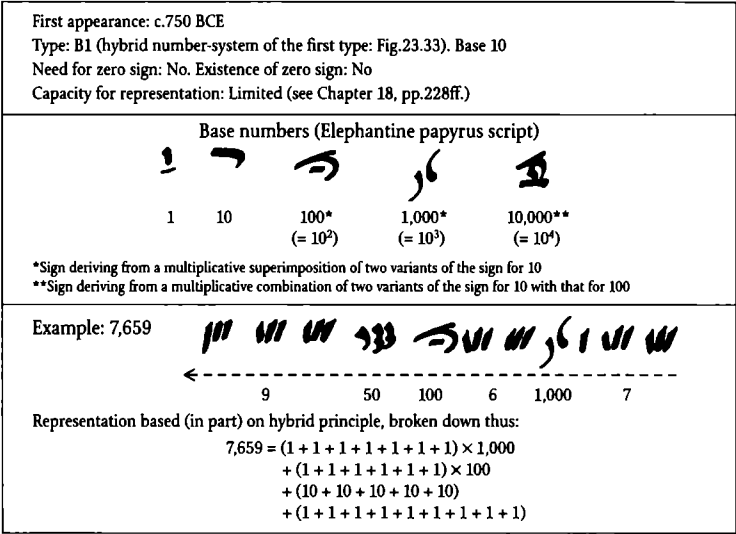 First appearance: c.750 BCE
Type: B1 (hybrid number-system of the first type: Fig.23.33). Base 10
Need for zero sign: No. Existence of zero sign: No
Capacity for representation: Limited (see Chapter 18, pp.228ff.)
Base numbers (Elephantine papyrus script)
1 10 100* 1,000* 10,000**
(= 10²) (= 10³) (= 10⁴)
*Sign deriving from a multiplicative superimposition of two variants of the sign for 10
**Sign deriving from a multiplicative combination of two variants of the sign for 10 with that for 100
Example: 7,659
9 50 100 6 1,000 7
Representation based (in part) on hybrid principle, broken down thus:
7,659 = (1 + 1 + 1 + 1 + 1 + 1 + 1) × 1,000
+ (1 + 1 + 1 + 1 + 1 + 1) × 100
+ (10 + 10 + 10 + 10 + 10)
+ (1 + 1 + 1 + 1 + 1 + 1 + 1 + 1 + 1)